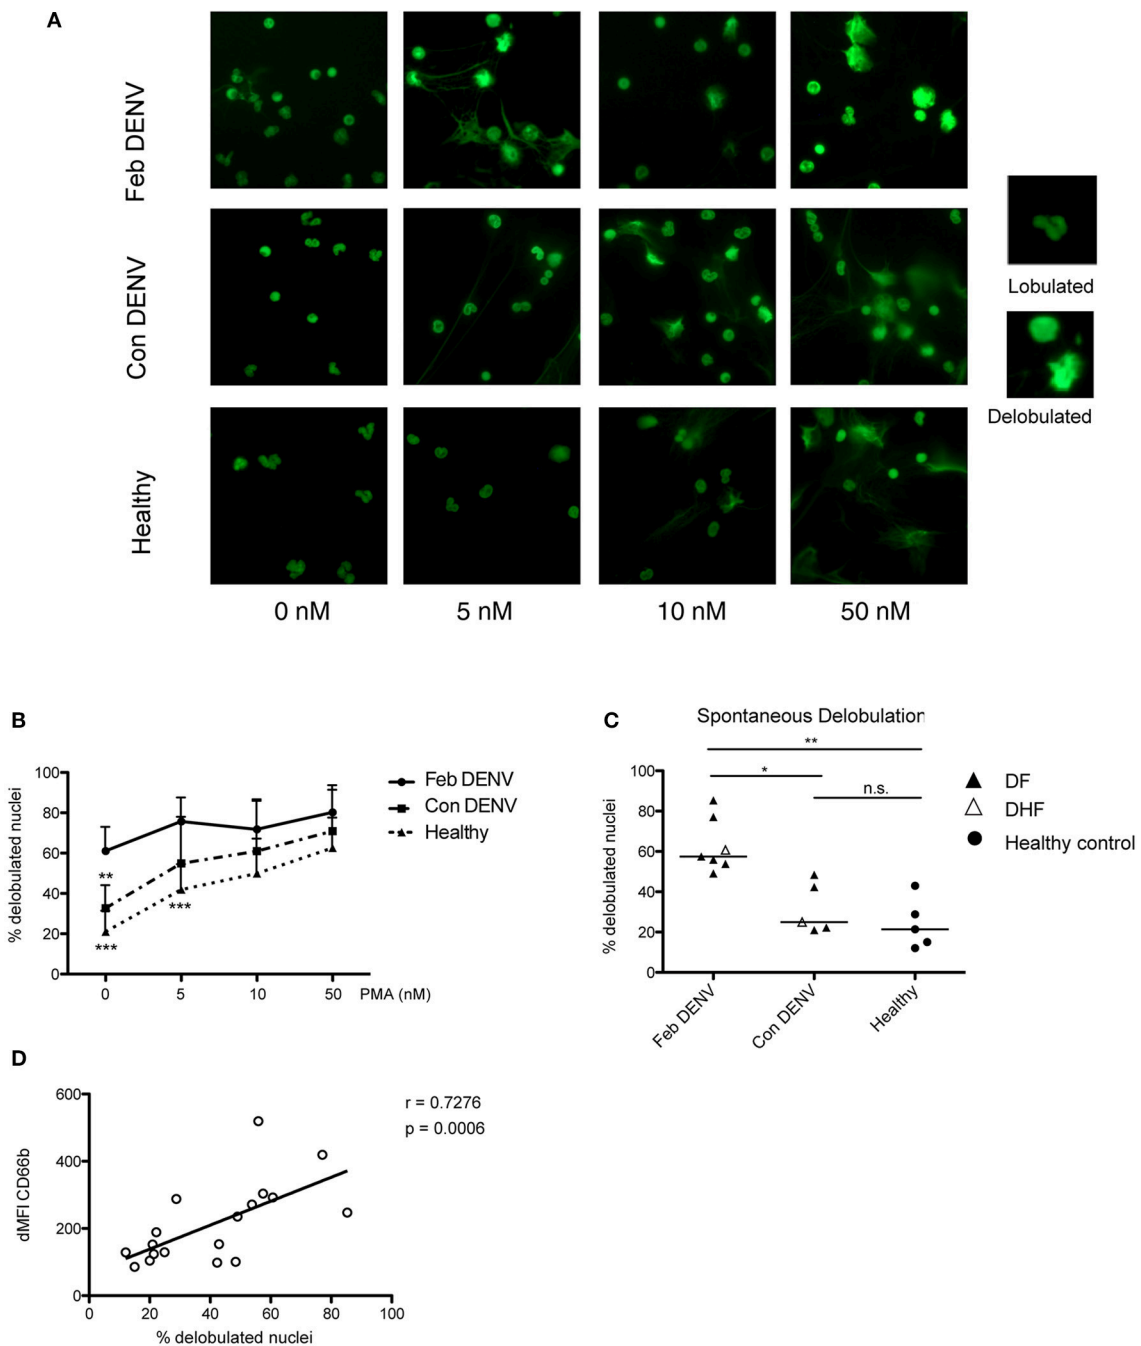 A
Feb DENV
Con DENV
Healthy
Lobulated
Delobulated
0 nM 5 nM 10 nM 50 nM
B
% delobulated nuclei
100
80
60
40
20
0
**
***
***
0 5 10 50 PMA (nM)
Feb DENV
Con DENV
Healthy
C
Spontaneous Delobulation
**
*
n.s.
% delobulated nuclei
100
80
60
40
20
0
Feb DENV
Con DENV
Healthy
DF
DHF
Healthy control
D
dMFI CD66b
600
400
200
0
0 20 40 60 80 100
% delobulated nuclei
r = 0.7276
p = 0.0006